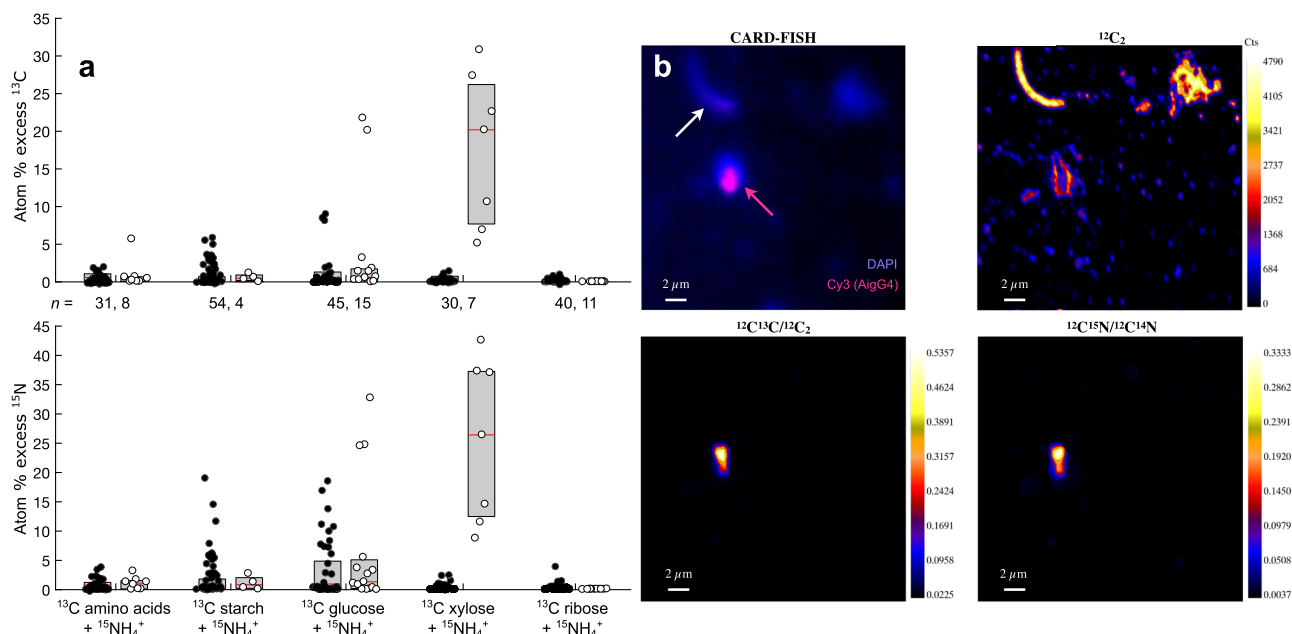 a
Atom % excess ¹³C
35
30
25
20
15
10
5
0
n = 31, 8 54, 4 45, 15 30, 7 40, 11
Atom % excess ¹⁵N
45
40
35
30
25
20
15
10
5
0
¹³C amino acids
+ ¹⁵NH₄⁺
¹³C starch
+ ¹⁵NH₄⁺
¹³C glucose
+ ¹⁵NH₄⁺
¹³C xylose
+ ¹⁵NH₄⁺
¹³C ribose
+ ¹⁵NH₄⁺
b
CARD-FISH
DAPI
Cy3 (AigG4)
2 µm
¹²C₂
Cts
4790
4105
3421
2737
2052
1368
684
0
2 µm
¹²C¹³C/¹²C₂
0.5357
0.4624
0.3891
0.3157
0.2424
0.1691
0.0958
0.0225
2 µm
¹²C¹⁵N/¹²C¹⁴N
0.3333
0.2862
0.2391
0.1920
0.1450
0.0979
0.0508
0.0037
2 µm